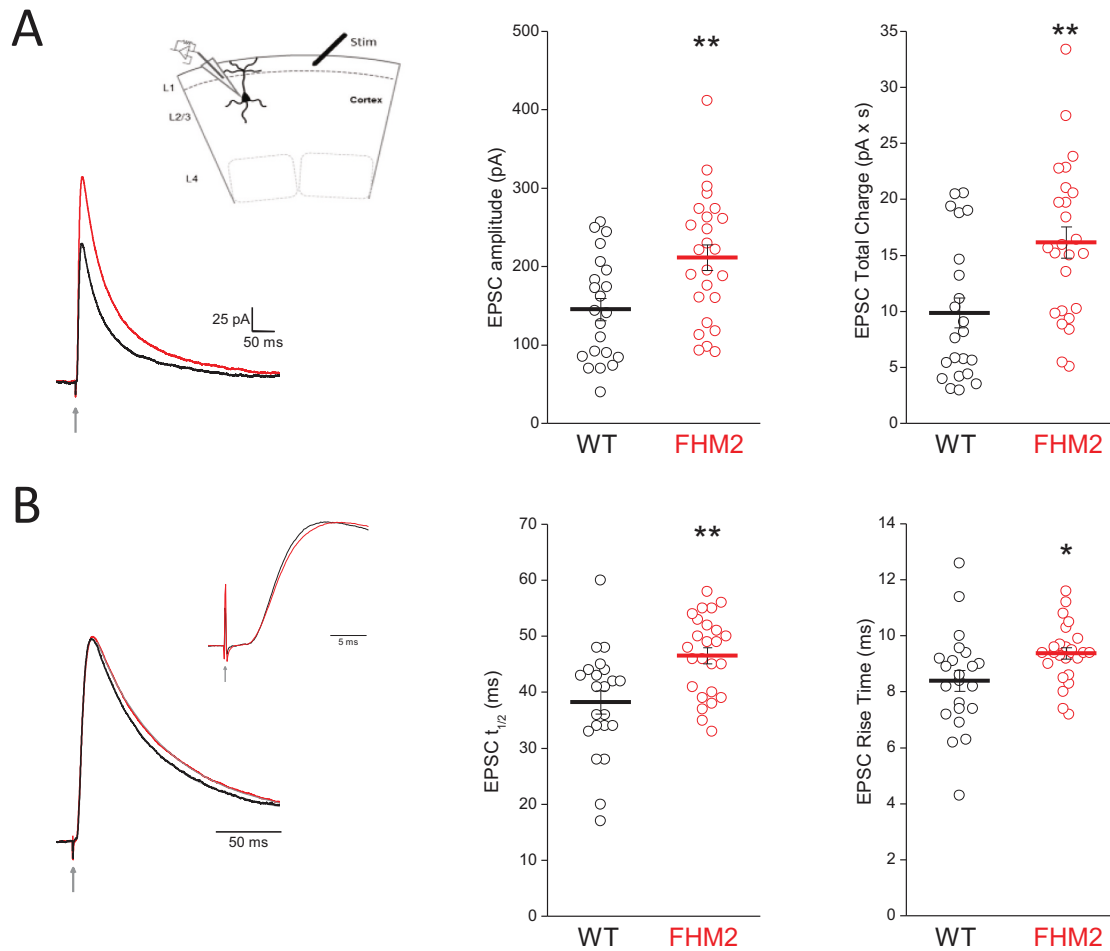 A
Stim
L1
Cortex
L2/3
L4
25 pA
50 ms
EPSC amplitude (pA)
500
400
300
200
100
0
**
WT
FHM2
EPSC Total Charge (pA x s)
35
30
25
20
15
10
5
0
**
WT
FHM2
B
5 ms
50 ms
EPSC t1/2 (ms)
70
60
50
40
30
20
10
0
**
WT
FHM2
EPSC Rise Time (ms)
14
12
10
8
6
4
2
0
*
WT
FHM2